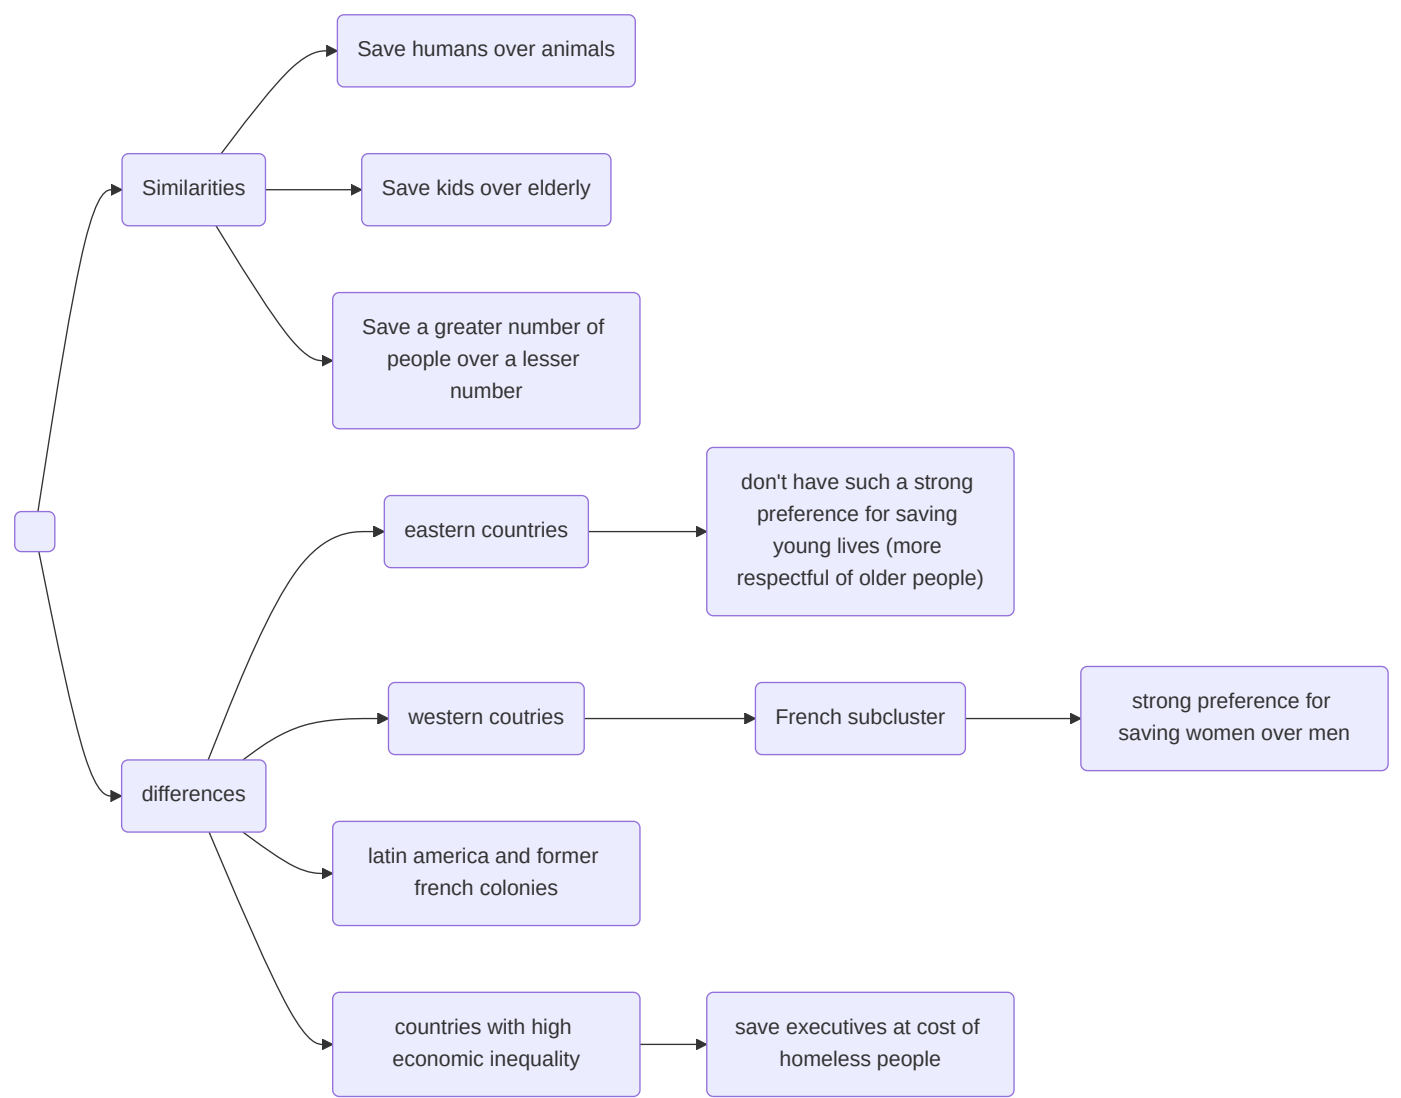 Save humans over animals
Similarities
Save kids over elderly
Save a greater number of
people over a lesser
number
don't have such a strong
preference for saving
young lives (more
respectful of older people)
eastern countries
western coutries
French subcluster
strong preference for
saving women over men
differences
latin america and former
french colonies
countries with high
economic inequality
save executives at cost of
homeless people